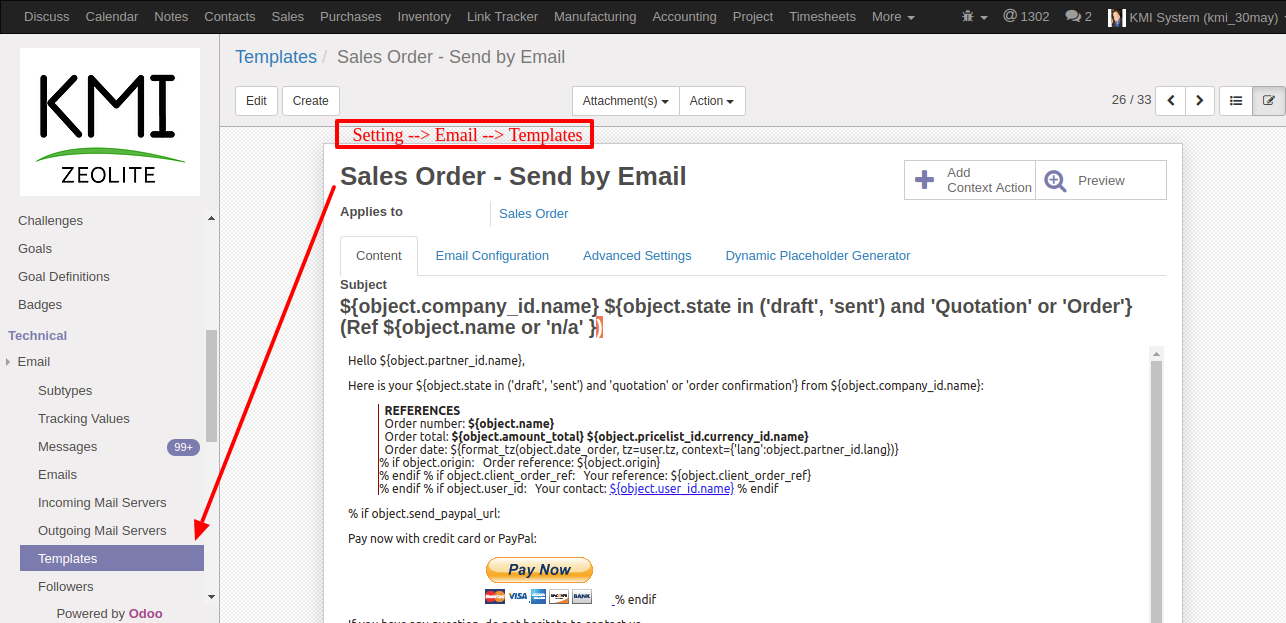 Discuss Calendar Notes Contacts Sales Purchases Inventory Link Tracker Manufacturing Accounting Project Timesheets More @ 1302 2 KMI System (kmi_30may)
KMI
ZEOLITE
Challenges
Goals
Goal Definitions
Badges
Technical
Email
Subtypes
Tracking Values
Messages 99+
Emails
Incoming Mail Servers
Outgoing Mail Servers
Templates
Followers
Powered by Odoo
Templates / Sales Order - Send by Email
Edit Create Attachment(s) Action 26 / 33
Setting --> Email --> Templates
Sales Order - Send by Email
Add
Context Action
Preview
Applies to Sales Order
Content Email Configuration Advanced Settings Dynamic Placeholder Generator
Subject
${object.company_id.name} ${object.state in ('draft', 'sent') and 'Quotation' or 'Order'}
(Ref ${object.name or 'n/a' })
Hello ${object.partner_id.name},
Here is your ${object.state in ('draft', 'sent') and 'quotation' or 'order confirmation'} from ${object.company_id.name}:
REFERENCES
Order number: ${object.name}
Order total: ${object.amount_total} ${object.pricelist_id.currency_id.name}
Order date: ${format_tz(object.date_order, tz=user.tz, context={'lang':object.partner_id.lang})}
% if object.origin: Order reference: ${object.origin}
% endif % if object.client_order_ref: Your reference: ${object.client_order_ref}
% endif % if object.user_id: Your contact: ${object.user_id.name} % endif
% if object.send_paypal_url:
Pay now with credit card or PayPal:
Pay Now
VISA BANK % endif